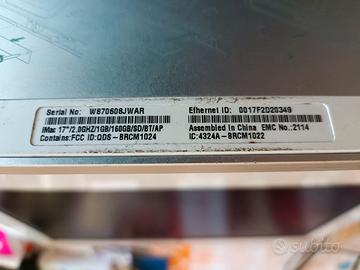 Serial No: W870608JWAR
Ethernet ID: 0017F2D20349
iMac 17"/2.0GHZ/1GB/160GB/SD/BT/AP
Contains:FCC ID:QDS-BRCM1024
Assembled in China EMC No.:2114
IC:4324A-BRCM1022
subito